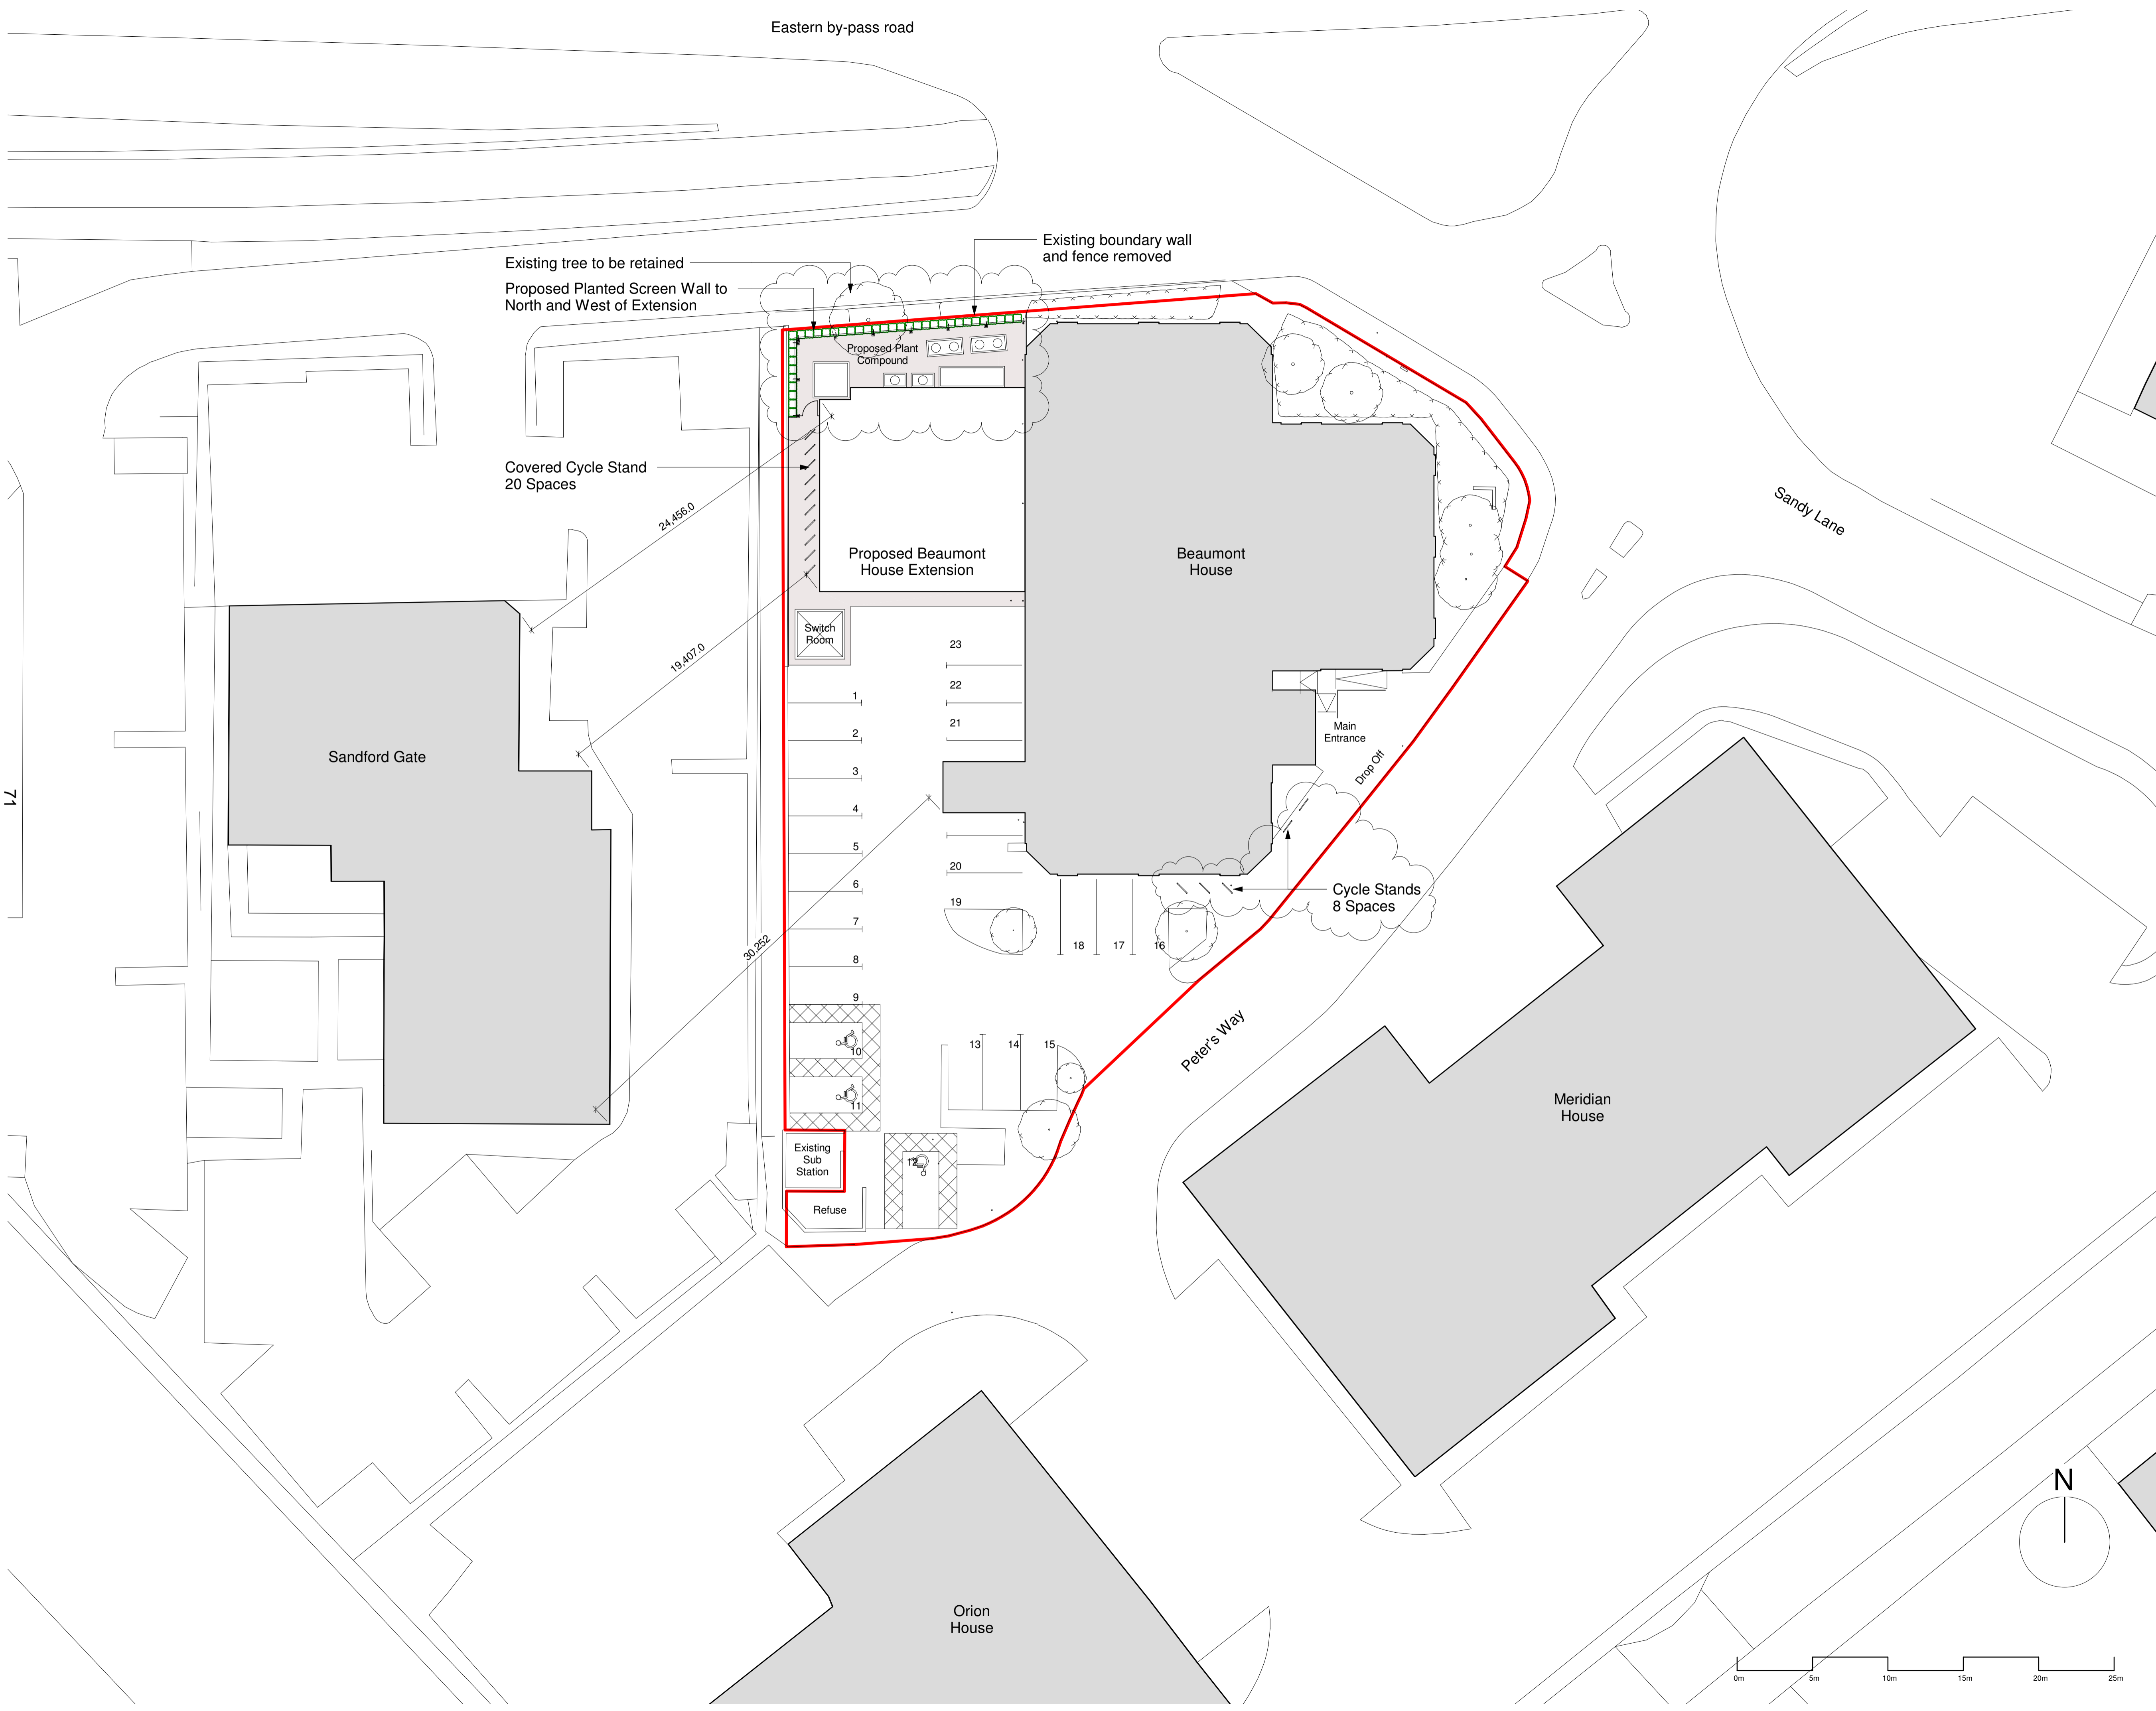 Eastern by-pass road
Existing boundary wall
and fence removed
Existing tree to be retained
Proposed Planted Screen Wall to
North and West of Extension
Proposed Plant
Compound
Covered Cycle Stand
20 Spaces
24,456.0
Sandy Lane
Proposed Beaumont
House Extension
Beaumont
House
19,407.0
Switch
Room
23
22
21
1
2
3
4
5
6
7
8
9
10
11
Main
Entrance
Drop Off
Sandford Gate
71
20
19
18
17
16
Cycle Stands
8 Spaces
30,252
13
14
15
Peter's Way
Meridian
House
Existing
Sub
Station
12
Refuse
Orion
House
N
0m
5m
10m
15m
20m
25m